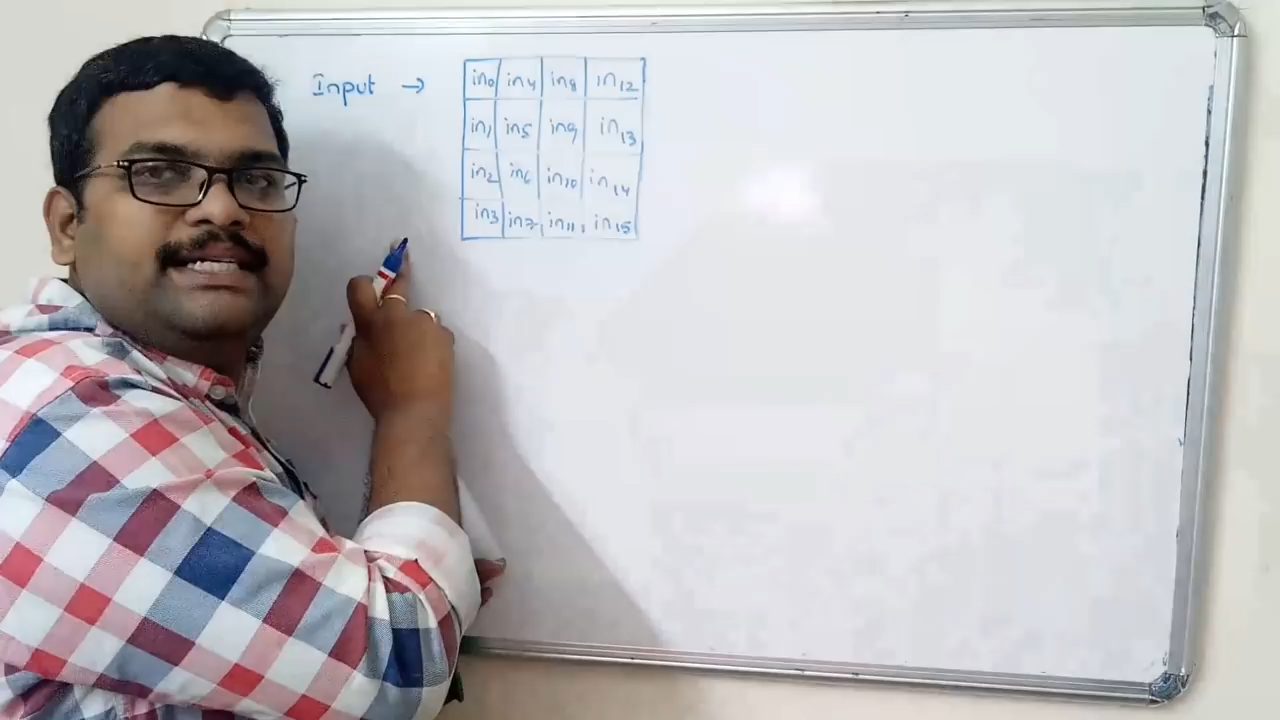 Input → in0 in4 in8 in12
in1 in5 in9 in13
in2 in6 in10 in14
in3 in7 in11 in15